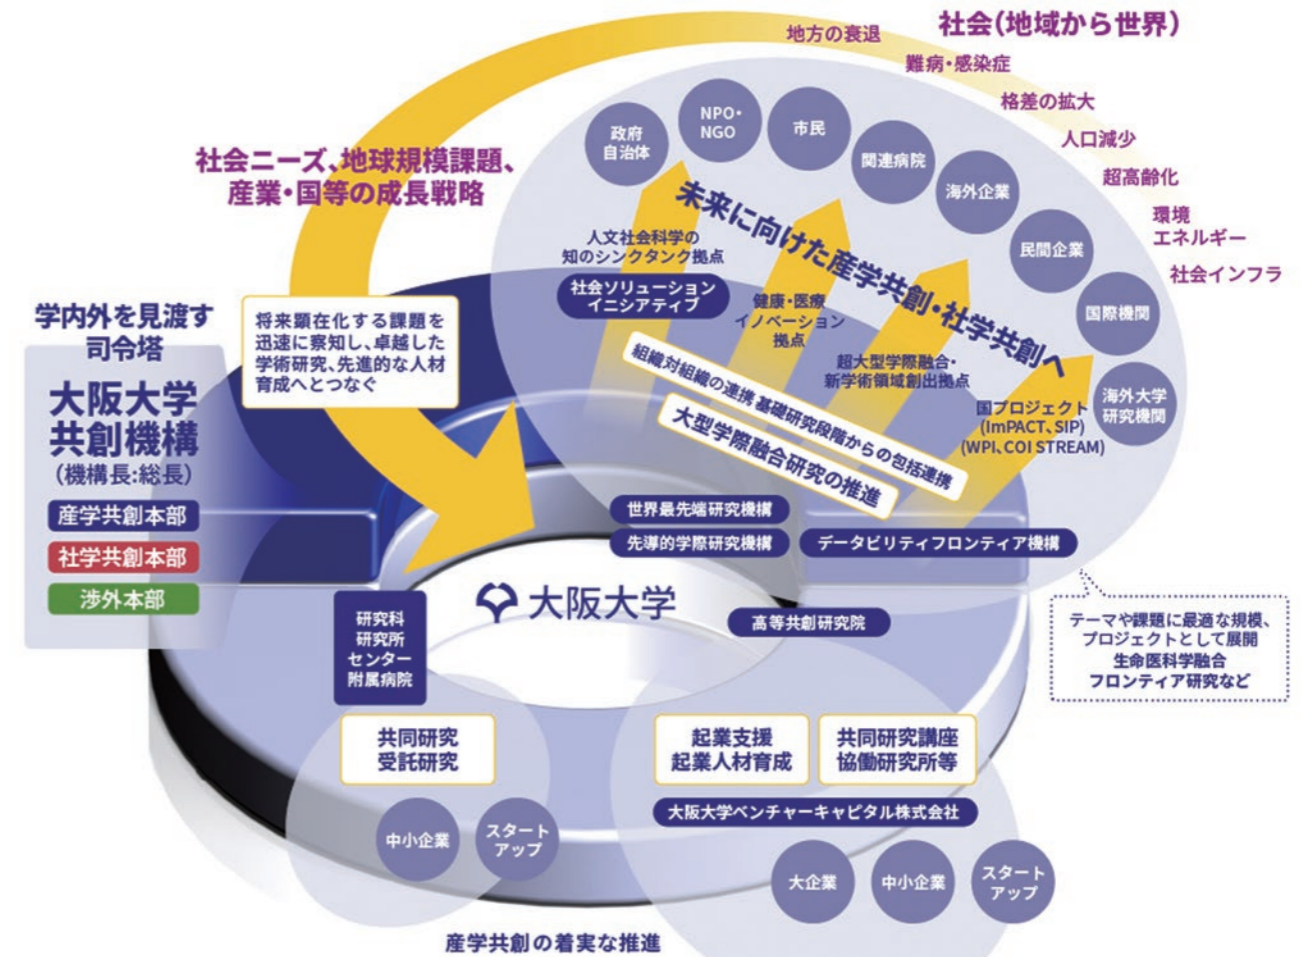 社会(地域から世界)
地方の衰退
難病・感染症
格差の拡大
人口減少
超高齢化
環境
エネルギー
社会インフラ
社会ニーズ、地球規模課題、
産業・国等の成長戦略
政府
自治体
NPO・
NGO
市民
関連病院
海外企業
民間企業
国際機関
海外大学
研究機関
未来に向けた産学共創・社学共創へ
人文社会科学の
知のシンクタンク拠点
社会ソリューション
イニシアティブ
健康・医療
イノベーション
拠点
超大型学際融合・
新学術領域創出拠点
国プロジェクト
(ImPACT、SIP)
(WPI、COI STREAM)
組織対組織の連携 基礎研究段階からの包括連携
大型学際融合研究の推進
学内外を見渡す
司令塔
大阪大学
共創機構
(機構長:総長)
産学共創本部
社学共創本部
渉外本部
将来顕在化する課題を
迅速に察知し、卓越した
学術研究、先進的な人材
育成へとつなぐ
世界最先端研究機構
先導的学際研究機構
データビリティフロンティア機構
大阪大学
高等共創研究院
研究科
研究所
センター
附属病院
テーマや課題に最適な規模、
プロジェクトとして展開
生命医科学融合
フロンティア研究など
共同研究
受託研究
起業支援
起業人材育成
共同研究講座
協働研究所等
大阪大学ベンチャーキャピタル株式会社
中小企業
スタート
アップ
大企業
中小企業
スタート
アップ
産学共創の着実な推進